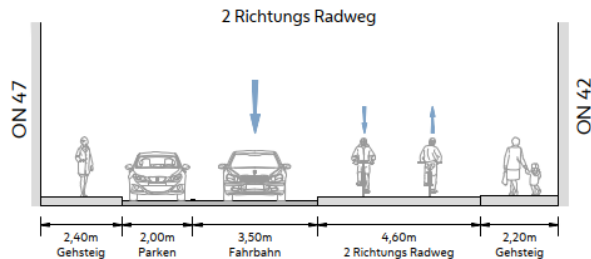 2 Richtungs Radweg
ON 47
ON 42
2,40m
Gehsteig
2,00m
Parken
3,50m
Fahrbahn
4,60m
2 Richtungs Radweg
2,20m
Gehsteig